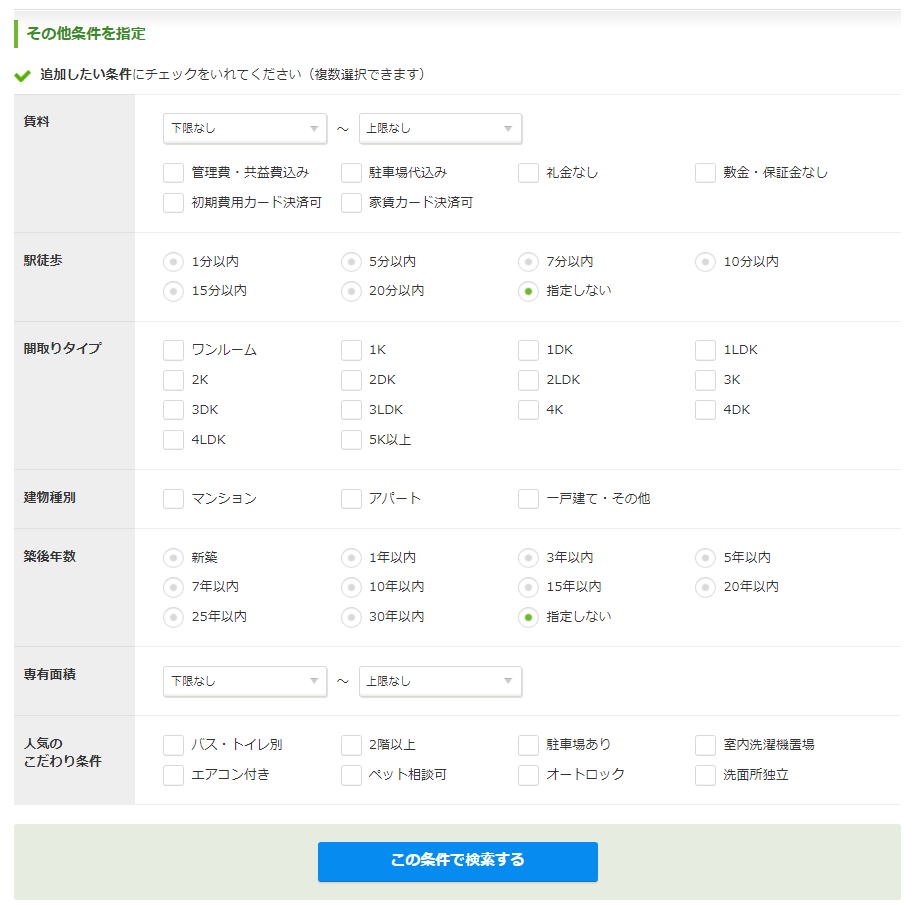 その他条件を指定
追加したい条件にチェックをいれてください（複数選択できます）
賃料
下限なし ～ 上限なし
管理費・共益費込み 駐車場代込み 礼金なし 敷金・保証金なし
初期費用カード決済可 家賃カード決済可
駅徒歩
1分以内 5分以内 7分以内 10分以内
15分以内 20分以内 指定しない
間取りタイプ
ワンルーム 1K 1DK 1LDK
2K 2DK 2LDK 3K
3DK 3LDK 4K 4DK
4LDK 5K以上
建物種別
マンション アパート 一戸建て・その他
築後年数
新築 1年以内 3年以内 5年以内
7年以内 10年以内 15年以内 20年以内
25年以内 30年以内 指定しない
専有面積
下限なし ～ 上限なし
人気の
こだわり条件
バス・トイレ別 2階以上 駐車場あり 室内洗濯機置場
エアコン付き ペット相談可 オートロック 洗面所独立
この条件で検索する